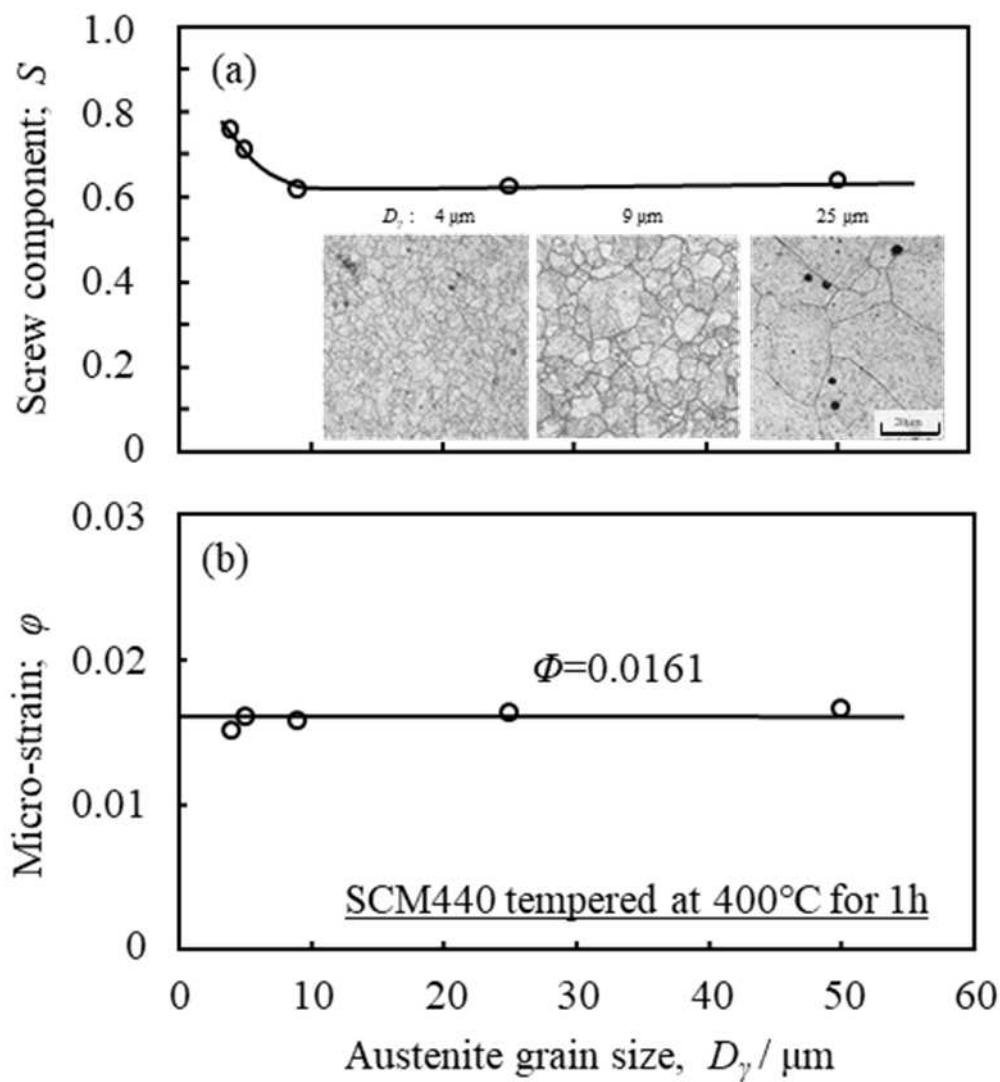 1.0
(a)
0.8
0.6
0.4
0.2
0
Screw component; S
Dγ : 4 μm
9 μm
25 μm
20μm
0.03
(b)
0.02
Φ=0.0161
0.01
SCM440 tempered at 400°C for 1h
0
Micro-strain; φ
0 10 20 30 40 50 60
Austenite grain size, Dγ / μm